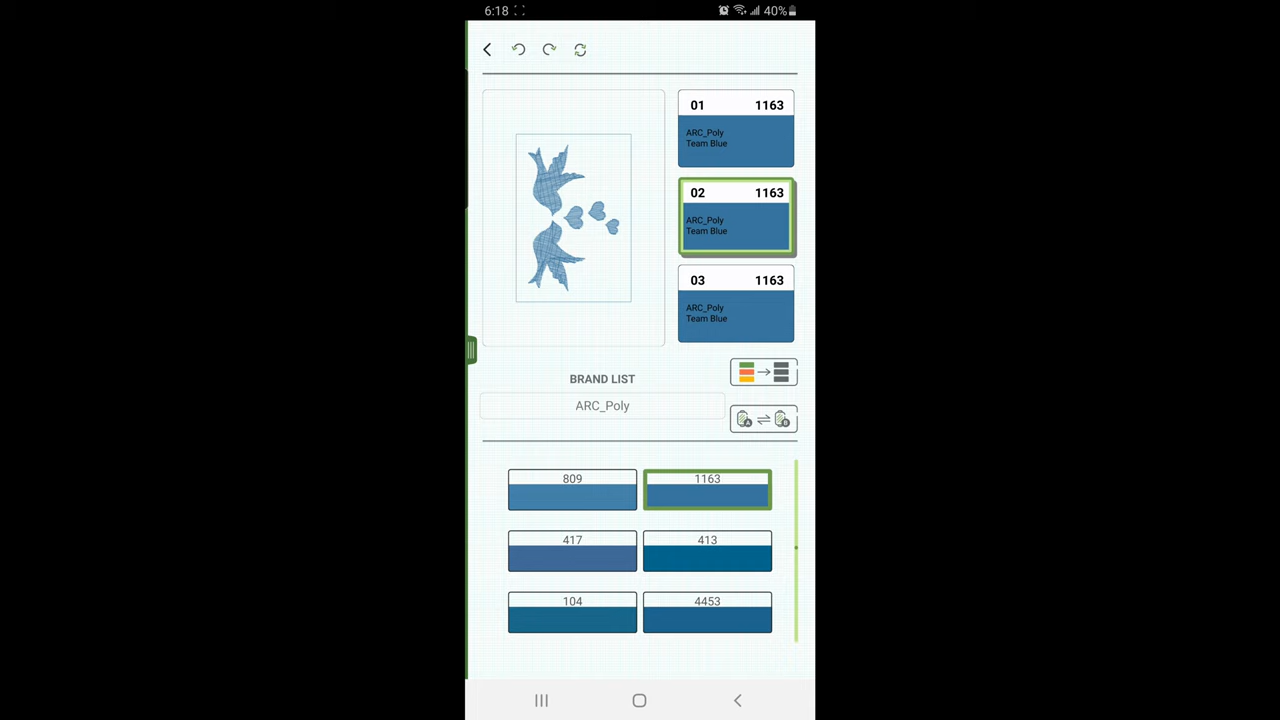 6:18
40%
01 1163
ARC_Poly
Team Blue
02 1163
ARC_Poly
Team Blue
03 1163
ARC_Poly
Team Blue
BRAND LIST
ARC_Poly
A B
809 1163
417 413
104 4453